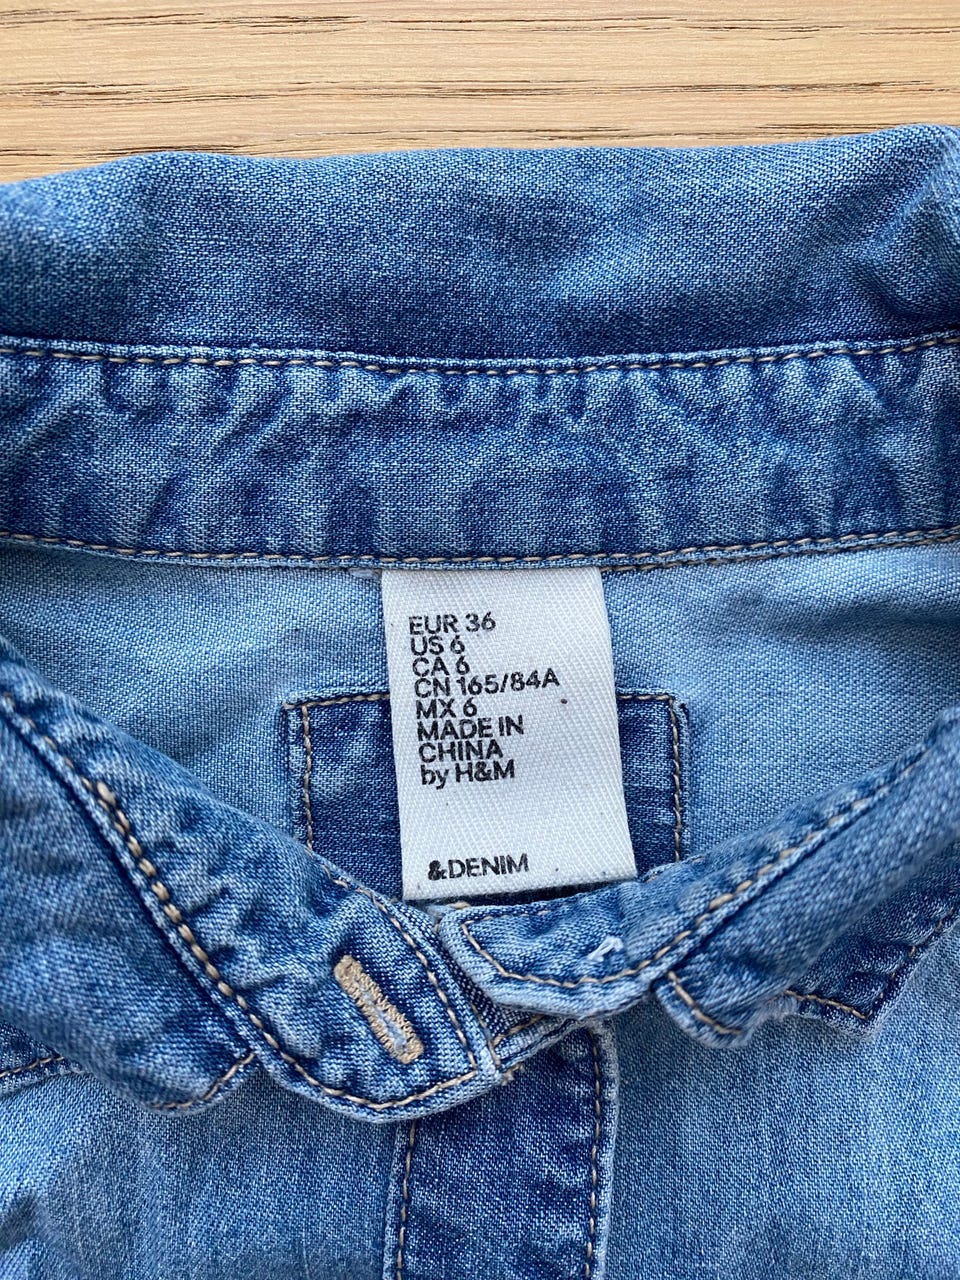 EUR 36
US 6
CA 6
CN 165/84A
MX 6
MADE IN
CHINA
by H&M
&DENIM